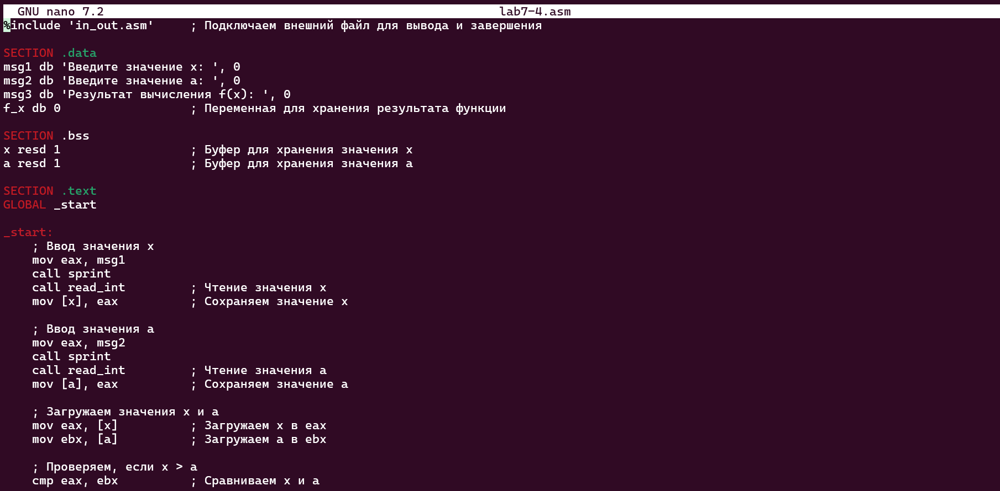 GNU nano 7.2 lab7-4.asm
%include 'in_out.asm' ; Подключаем внешний файл для вывода и завершения
SECTION .data
msg1 db 'Введите значение x: ', 0
msg2 db 'Введите значение a: ', 0
msg3 db 'Результат вычисления f(x): ', 0
f_x db 0 ; Переменная для хранения результата функции
SECTION .bss
x resd 1 ; Буфер для хранения значения x
a resd 1 ; Буфер для хранения значения a
SECTION .text
GLOBAL _start
_start:
; Ввод значения x
mov eax, msg1
call sprint
call read_int ; Чтение значения x
mov [x], eax ; Сохраняем значение x
; Ввод значения a
mov eax, msg2
call sprint
call read_int ; Чтение значения a
mov [a], eax ; Сохраняем значение a
; Загружаем значения x и a
mov eax, [x] ; Загружаем x в eax
mov ebx, [a] ; Загружаем a в ebx
; Проверяем, если x > a
cmp eax, ebx ; Сравниваем x и a